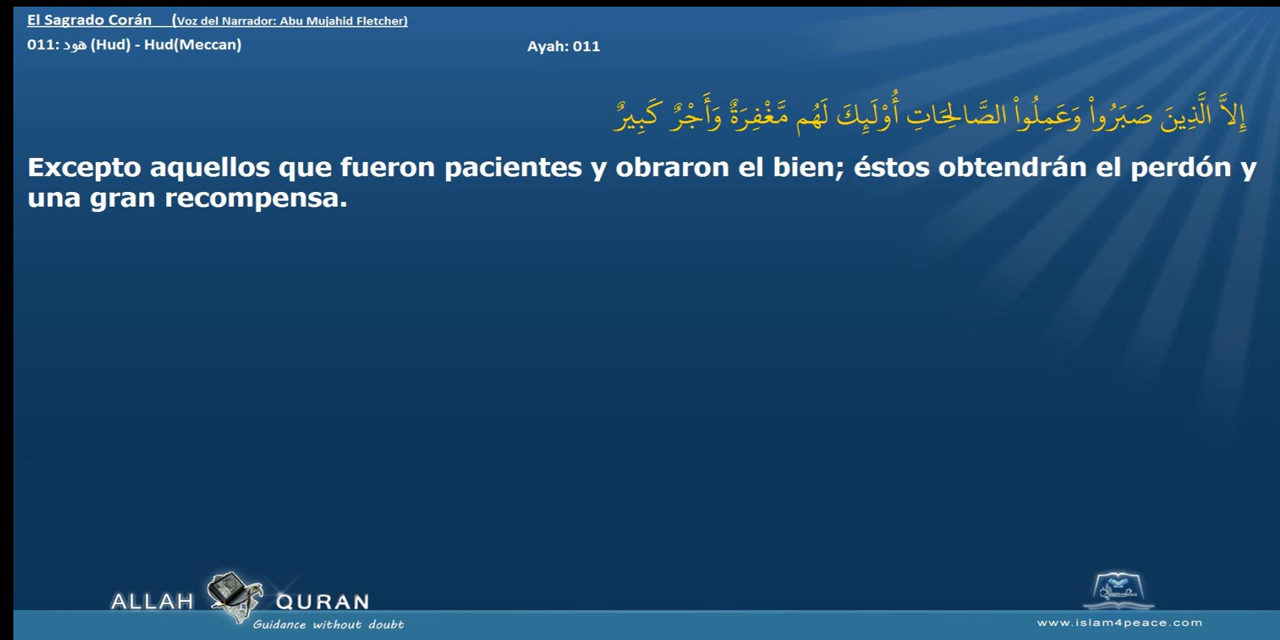 El Sagrado Corán (Voz del Narrador: Abu Mujahid Fletcher)
011: هود (Hud) - Hud(Meccan) Ayah: 011
إِلاَّ الَّذِينَ صَبَرُواْ وَعَمِلُواْ الصَّالِحَاتِ أُوْلَـئِكَ لَهُم مَّغْفِرَةٌ وَأَجْرٌ كَبِيرٌ
Excepto aquellos que fueron pacientes y obraron el bien; éstos obtendrán el perdón y
una gran recompensa.
ALLAH QURAN
Guidance without doubt
www.islam4peace.com